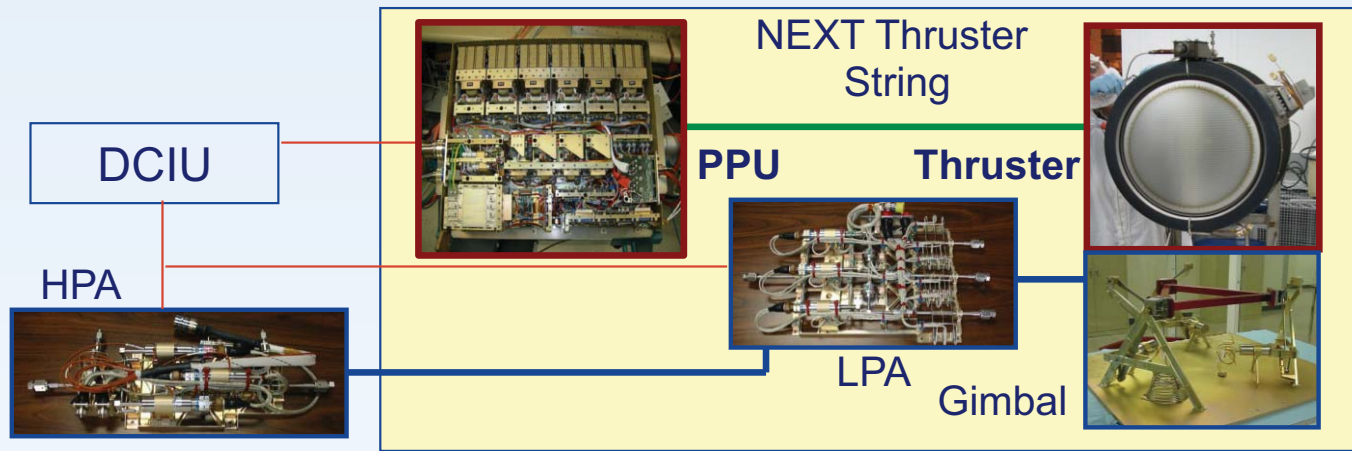 NEXT Thruster
String
DCIU
PPU
Thruster
HPA
LPA
Gimbal